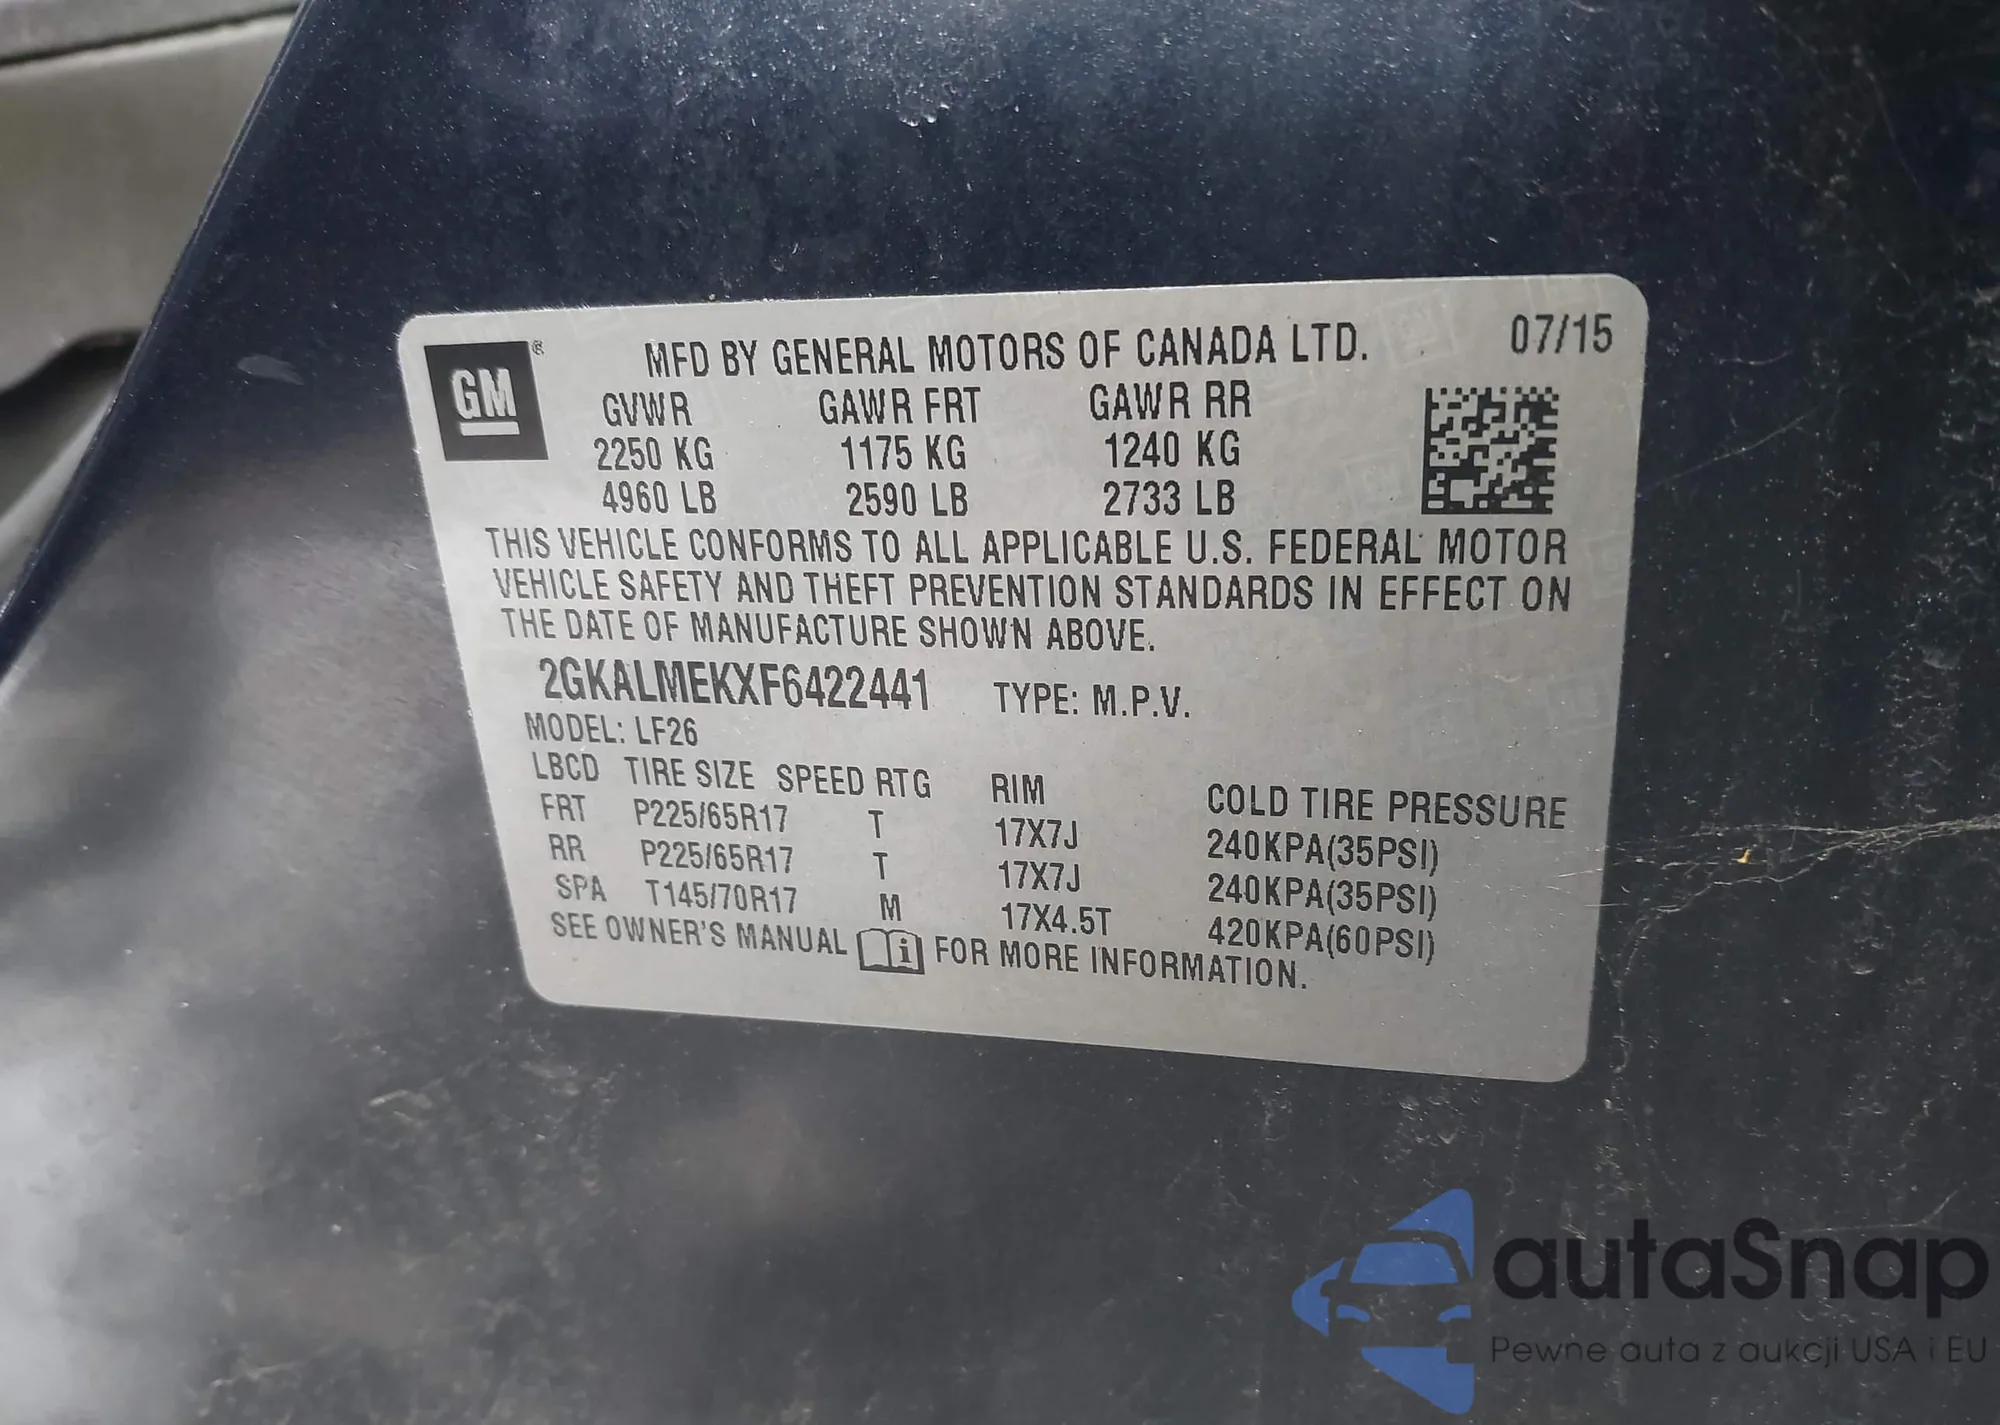 MFD BY GENERAL MOTORS OF CANADA LTD. 07/15
GM®
GVWR GAWR FRT GAWR RR
2250 KG 1175 KG 1240 KG
4960 LB 2590 LB 2733 LB
THIS VEHICLE CONFORMS TO ALL APPLICABLE U.S. FEDERAL MOTOR
VEHICLE SAFETY AND THEFT PREVENTION STANDARDS IN EFFECT ON
THE DATE OF MANUFACTURE SHOWN ABOVE.
2GKALMEKXF6422441 TYPE: M.P.V.
MODEL: LF26
LBCD TIRE SIZE SPEED RTG RIM COLD TIRE PRESSURE
FRT P225/65R17 T 17X7J 240KPA(35PSI)
RR P225/65R17 T 17X7J 240KPA(35PSI)
SPA T145/70R17 M 17X4.5T 420KPA(60PSI)
SEE OWNER'S MANUAL i FOR MORE INFORMATION.
autaSnap
Pewne auta z aukcji USA i EU